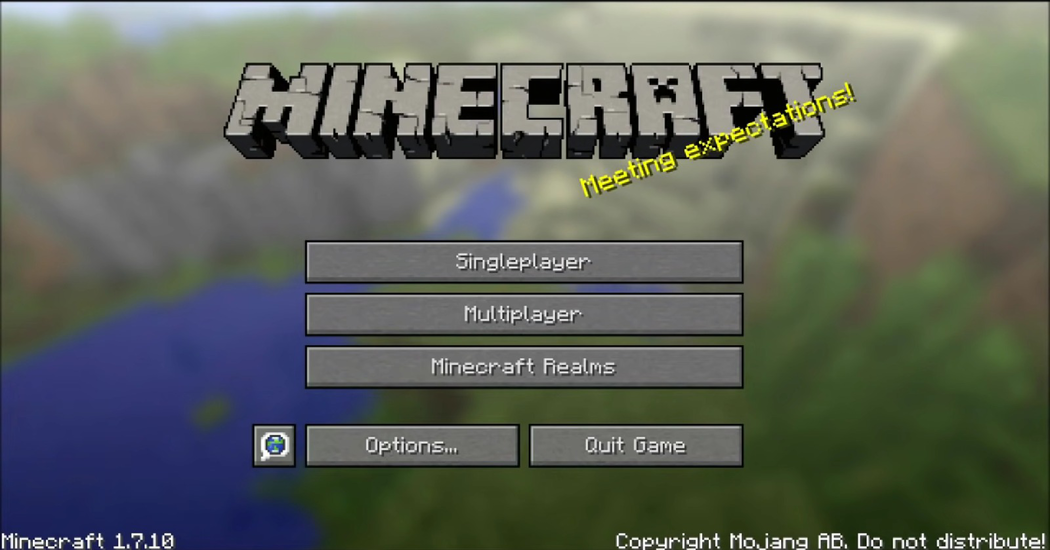 MINECRAFT
Meeting expectations!
Singleplayer
Multiplayer
Minecraft Realms
Options...
Quit Game
Minecraft 1.7.10
Copyright Mojang AB. Do not distribute!